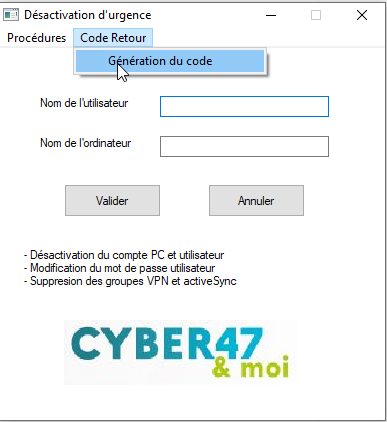 Désactivation d'urgence
Procédures Code Retour
Génération du code
Nom de l'utilisateur
Nom de l'ordinateur
Valider Annuler
- Désactivation du compte PC et utilisateur
- Modification du mot de passe utilisateur
- Suppresion des groupes VPN et activeSync
CYBER47
& moi